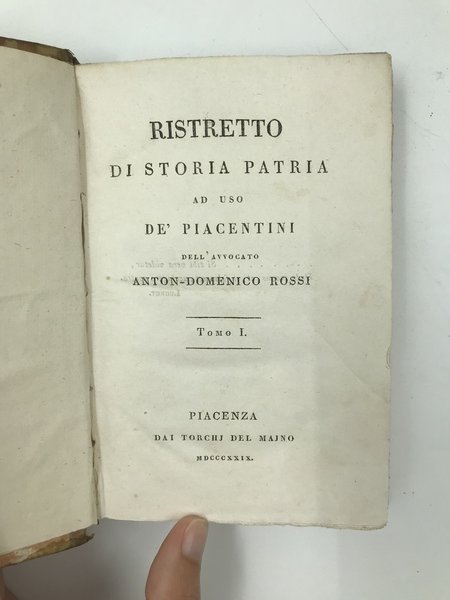 RISTRETTO
DI STORIA PATRIA
AD USO
DE' PIACENTINI
DELL'AVVOCATO
ANTON-DOMENICO ROSSI
TOMO I.
PIACENZA
DAI TORCHJ DEL MAJNO
MDCCCXXIX.